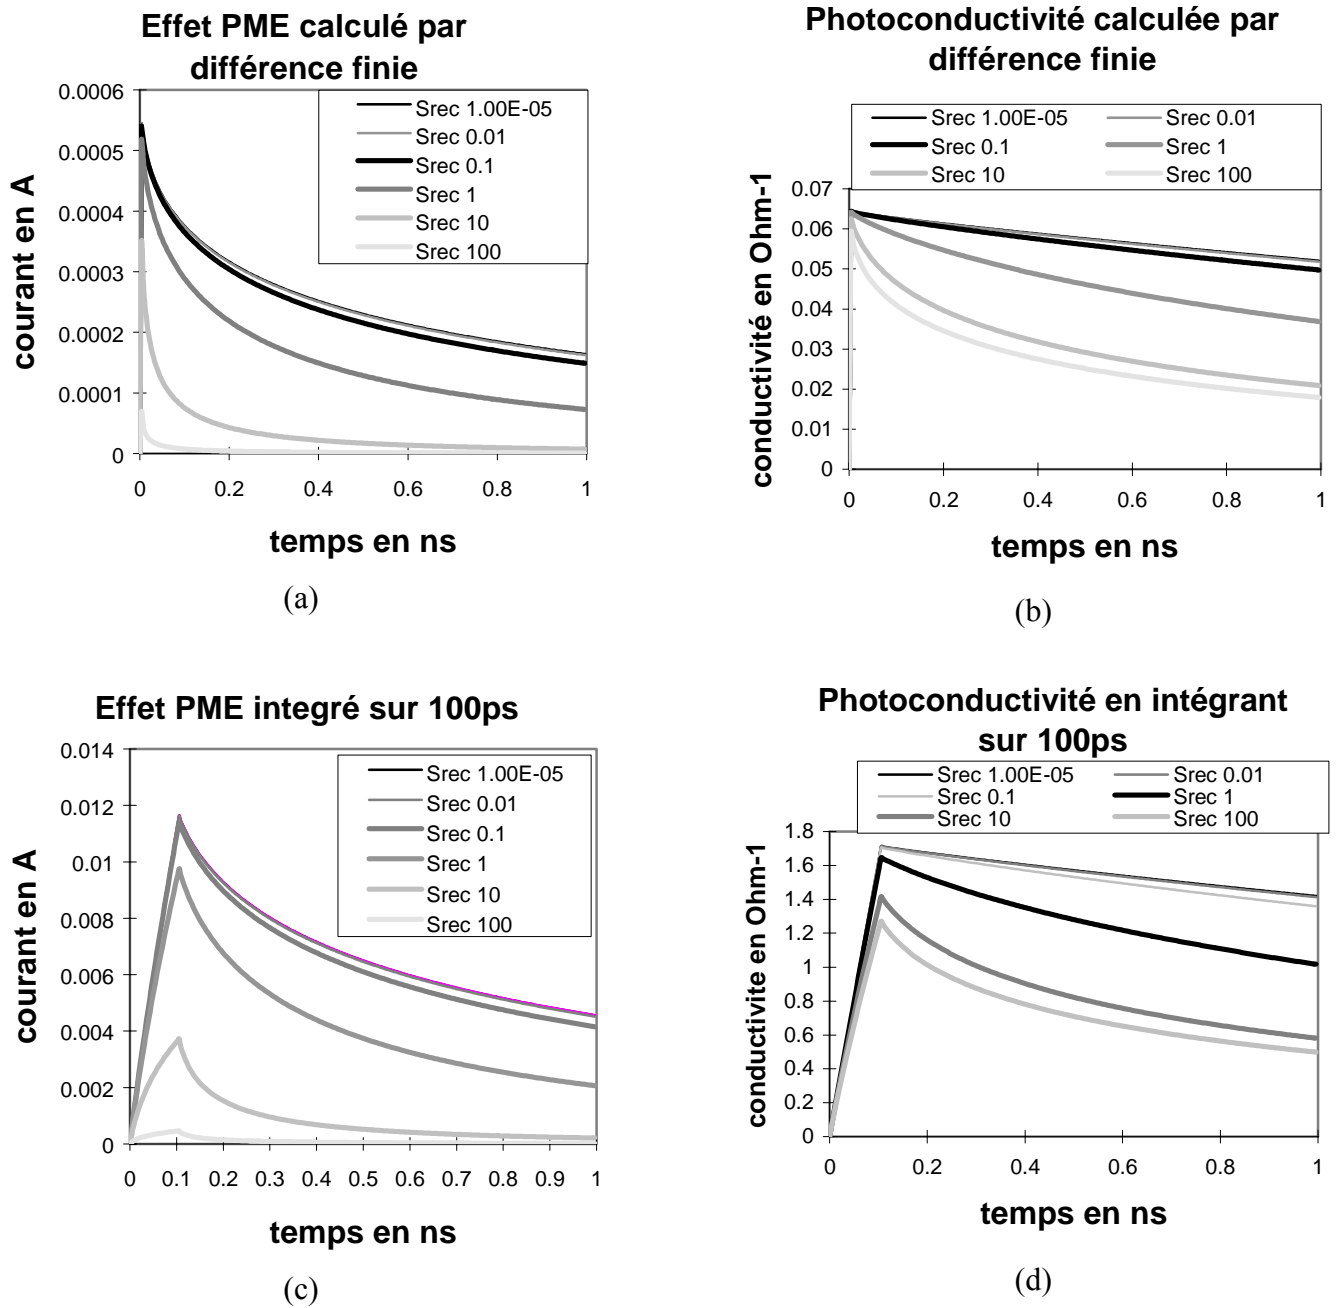 Effet PME calculé par
différence finie
0.0006
0.0005
0.0004
0.0003
0.0002
0.0001
0
courant en A
Srec 1.00E-05
Srec 0.01
Srec 0.1
Srec 1
Srec 10
Srec 100
0 0.2 0.4 0.6 0.8 1
temps en ns
(a)
Photoconductivité calculée par
différence finie
Srec 1.00E-05 Srec 0.01
Srec 0.1 Srec 1
Srec 10 Srec 100
0.07
0.06
0.05
0.04
0.03
0.02
0.01
0
conductivité en Ohm-1
0 0.2 0.4 0.6 0.8 1
temps en ns
(b)
Effet PME integré sur 100ps
0.014
0.012
0.01
0.008
0.006
0.004
0.002
0
courant en A
Srec 1.00E-05
Srec 0.01
Srec 0.1
Srec 1
Srec 10
Srec 100
0 0.1 0.2 0.3 0.4 0.5 0.6 0.7 0.8 0.9 1
temps en ns
(c)
Photoconductivité en intégrant
sur 100ps
Srec 1.00E-05 Srec 0.01
Srec 0.1 Srec 1
Srec 10 Srec 100
1.8
1.6
1.4
1.2
1
0.8
0.6
0.4
0.2
0
conductivite en Ohm-1
0 0.2 0.4 0.6 0.8 1
temps en ns
(d)